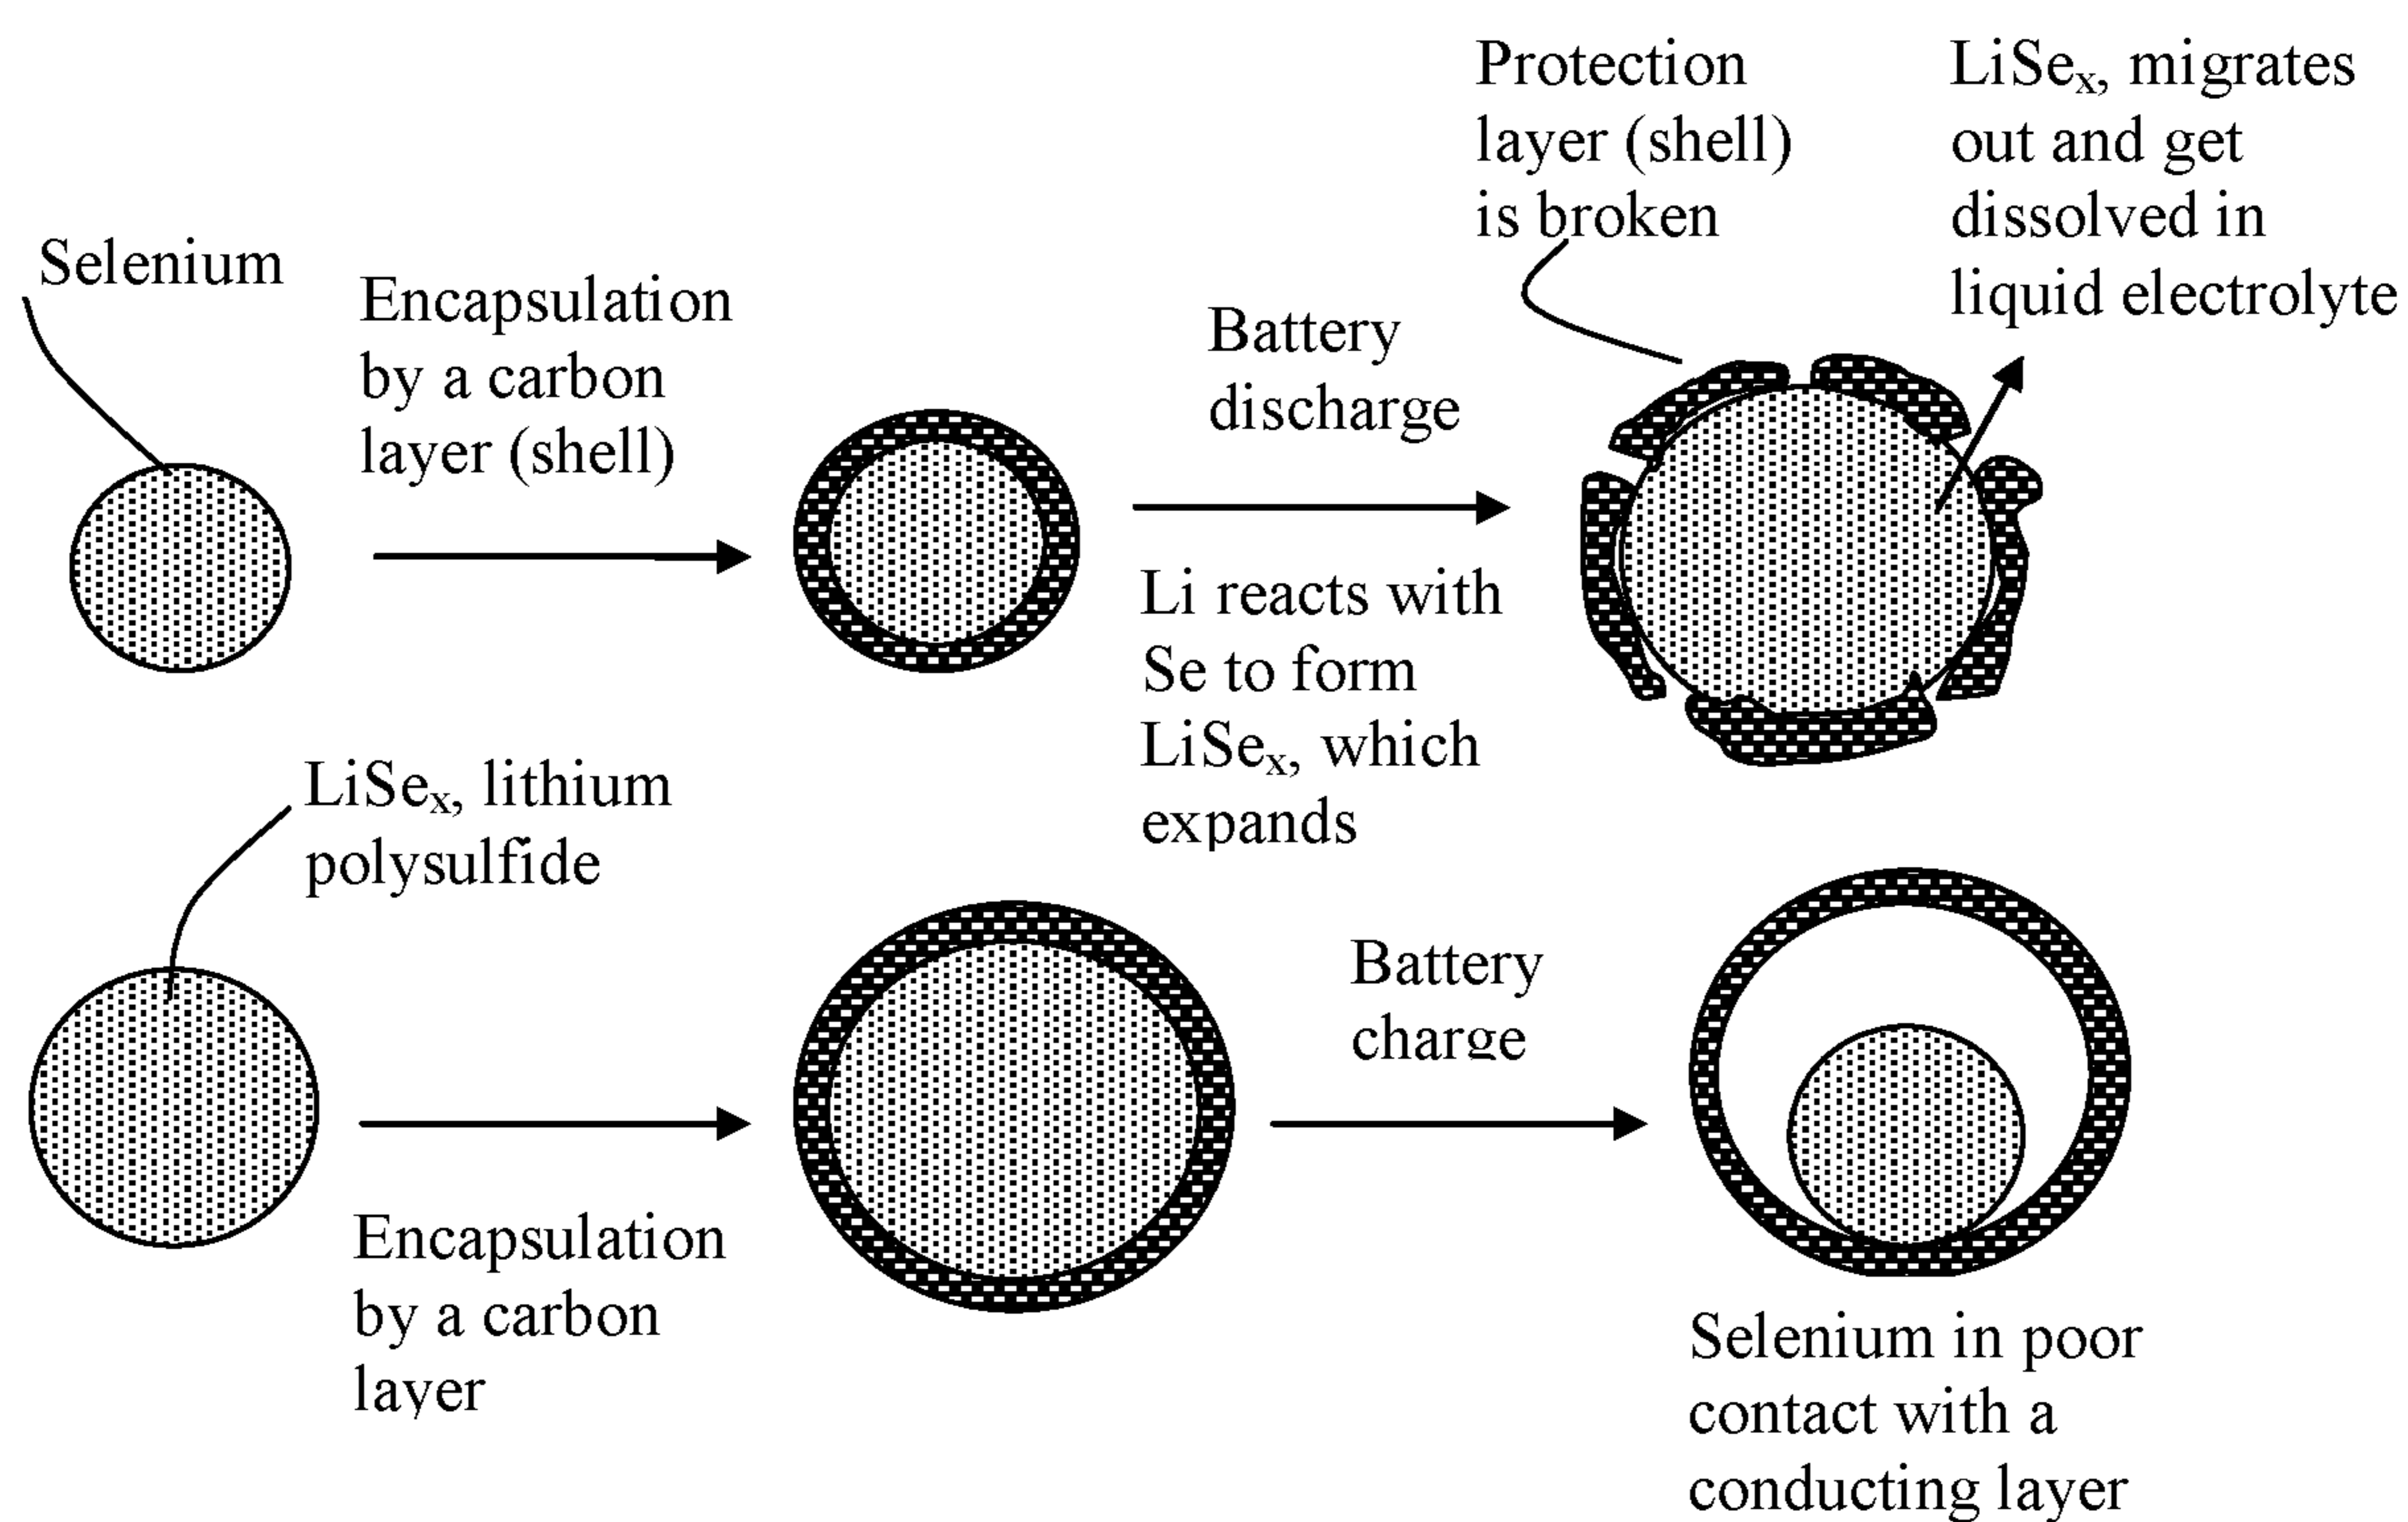 Selenium
Encapsulation
by a carbon
layer (shell)
Battery
discharge
Li reacts with
Se to form
LiSeₓ, which
expands
Protection
layer (shell)
is broken
LiSeₓ, migrates
out and get
dissolved in
liquid electrolyte
LiSeₓ, lithium
polysulfide
Encapsulation
by a carbon
layer
Battery
charge
Selenium in poor
contact with a
conducting layer